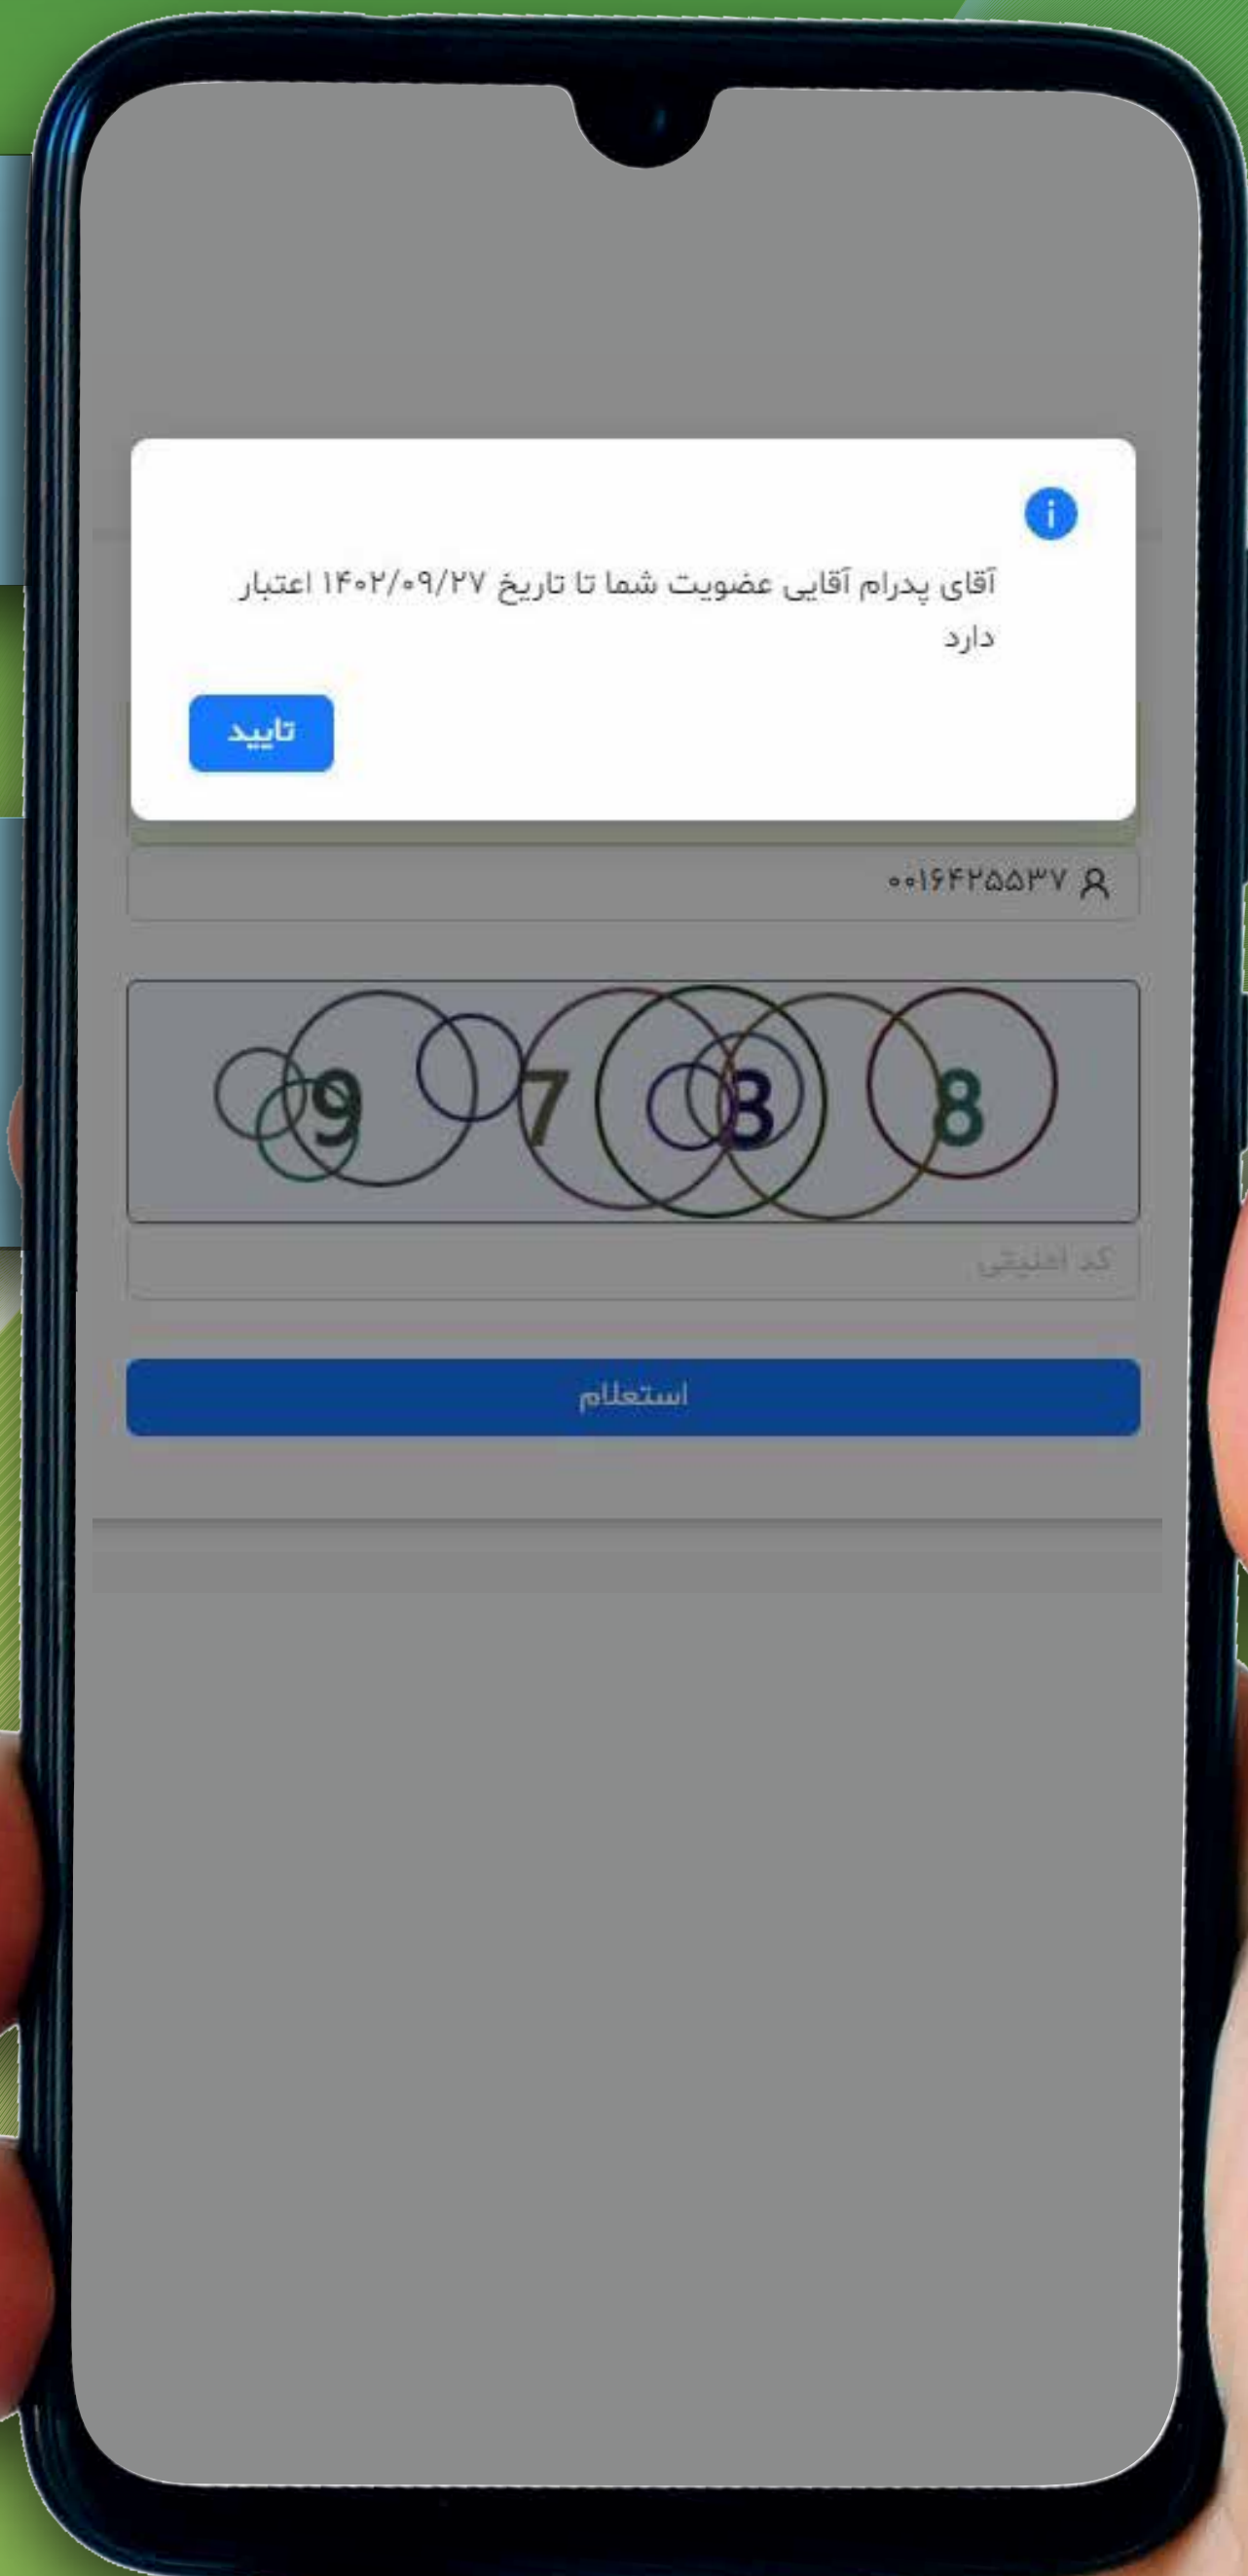 آقای پدرام آقایی عضویت شما تا تاریخ ۱۴۰۲/۰۹/۲۷ اعتبار
دارد
تایید
۰۰۱۶۴۲۵۵۳۷
9 7 3 8
کد امنیتی
استعلام